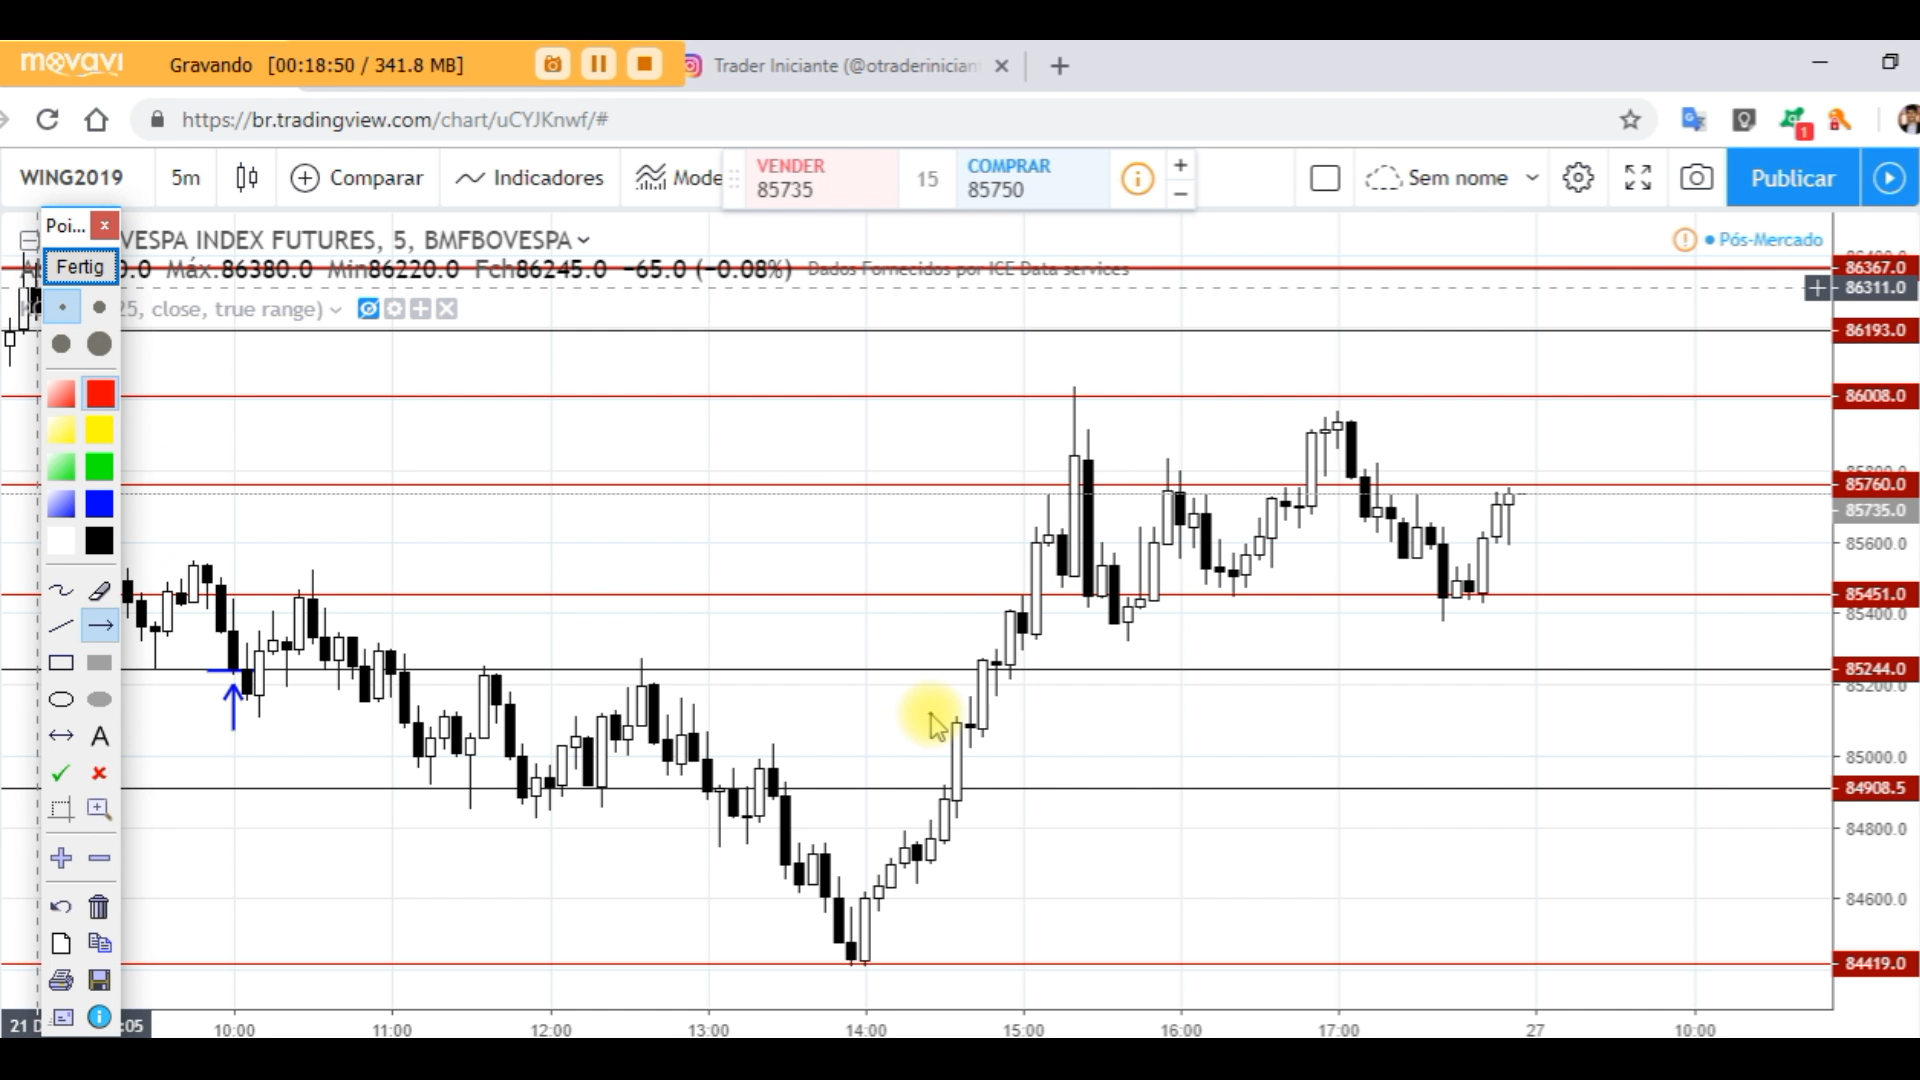 movavi
Gravando [00:18:50 / 341.8 MB]
Trader Iniciante (@otraderinician
https://br.tradingview.com/chart/uCYJKnwf/#
1
WING2019
5m
Comparar
Indicadores
Mode
VENDER
85735
15
COMPRAR
85750
Sem nome
Publicar
Poi...
Fertig
VESPA INDEX FUTURES, 5, BMFBOVESPA
0.0 Máx.86380.0 Mín86220.0 Fch86245.0 −65.0 (−0.08%) Dados Fornecidos por ICE Data services
25, close, true range)
Pós-Mercado
86367.0
86311.0
86193.0
86008.0
85760.0
85735.0
85600.0
85451.0
85400.0
85244.0
85200.0
85000.0
84908.5
84800.0
84600.0
84419.0
A
21 D
:05
10:00
11:00
12:00
13:00
14:00
15:00
16:00
17:00
27
10:00